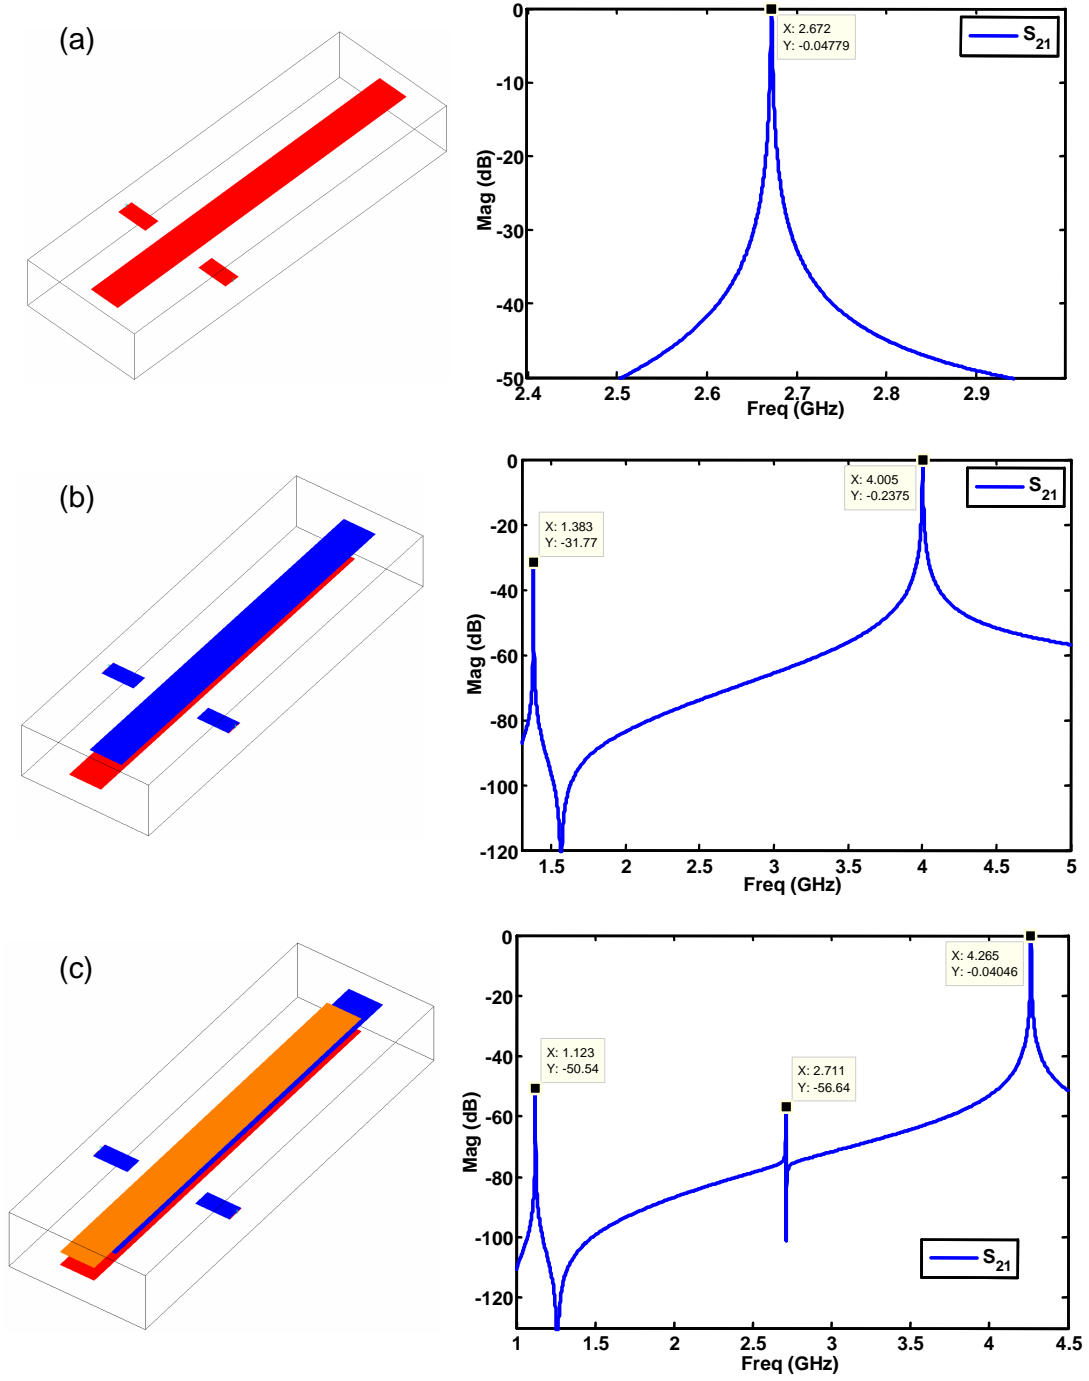 (a)
X: 2.672
Y: -0.04779
S21
0
-10
-20
-30
-40
-50
Mag (dB)
2.4
2.5
2.6
2.7
2.8
2.9
Freq (GHz)
(b)
X: 1.383
Y: -31.77
X: 4.005
Y: -0.2375
S21
0
-20
-40
-60
-80
-100
-120
Mag (dB)
1.5
2
2.5
3
3.5
4
4.5
5
Freq (GHz)
(c)
X: 1.123
Y: -50.54
X: 2.711
Y: -56.64
X: 4.265
Y: -0.04046
S21
0
-20
-40
-60
-80
-100
-120
Mag (dB)
1
1.5
2
2.5
3
3.5
4
4.5
Freq (GHz)